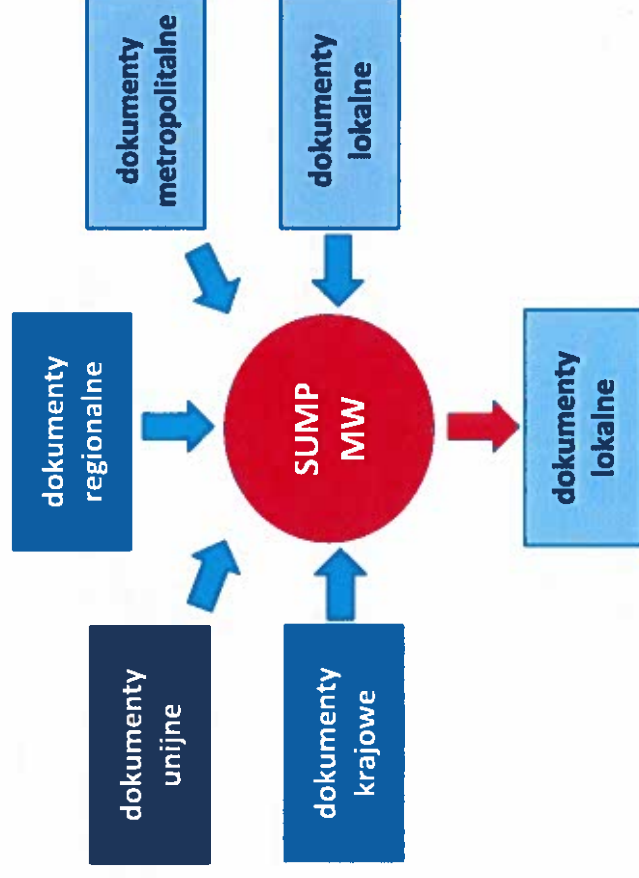 dokumenty
unijne
dokumenty
krajowe
dokumenty
regionalne
SUMP
MW
dokumenty
metropolitalne
dokumenty
lokalne
dokumenty
lokalne